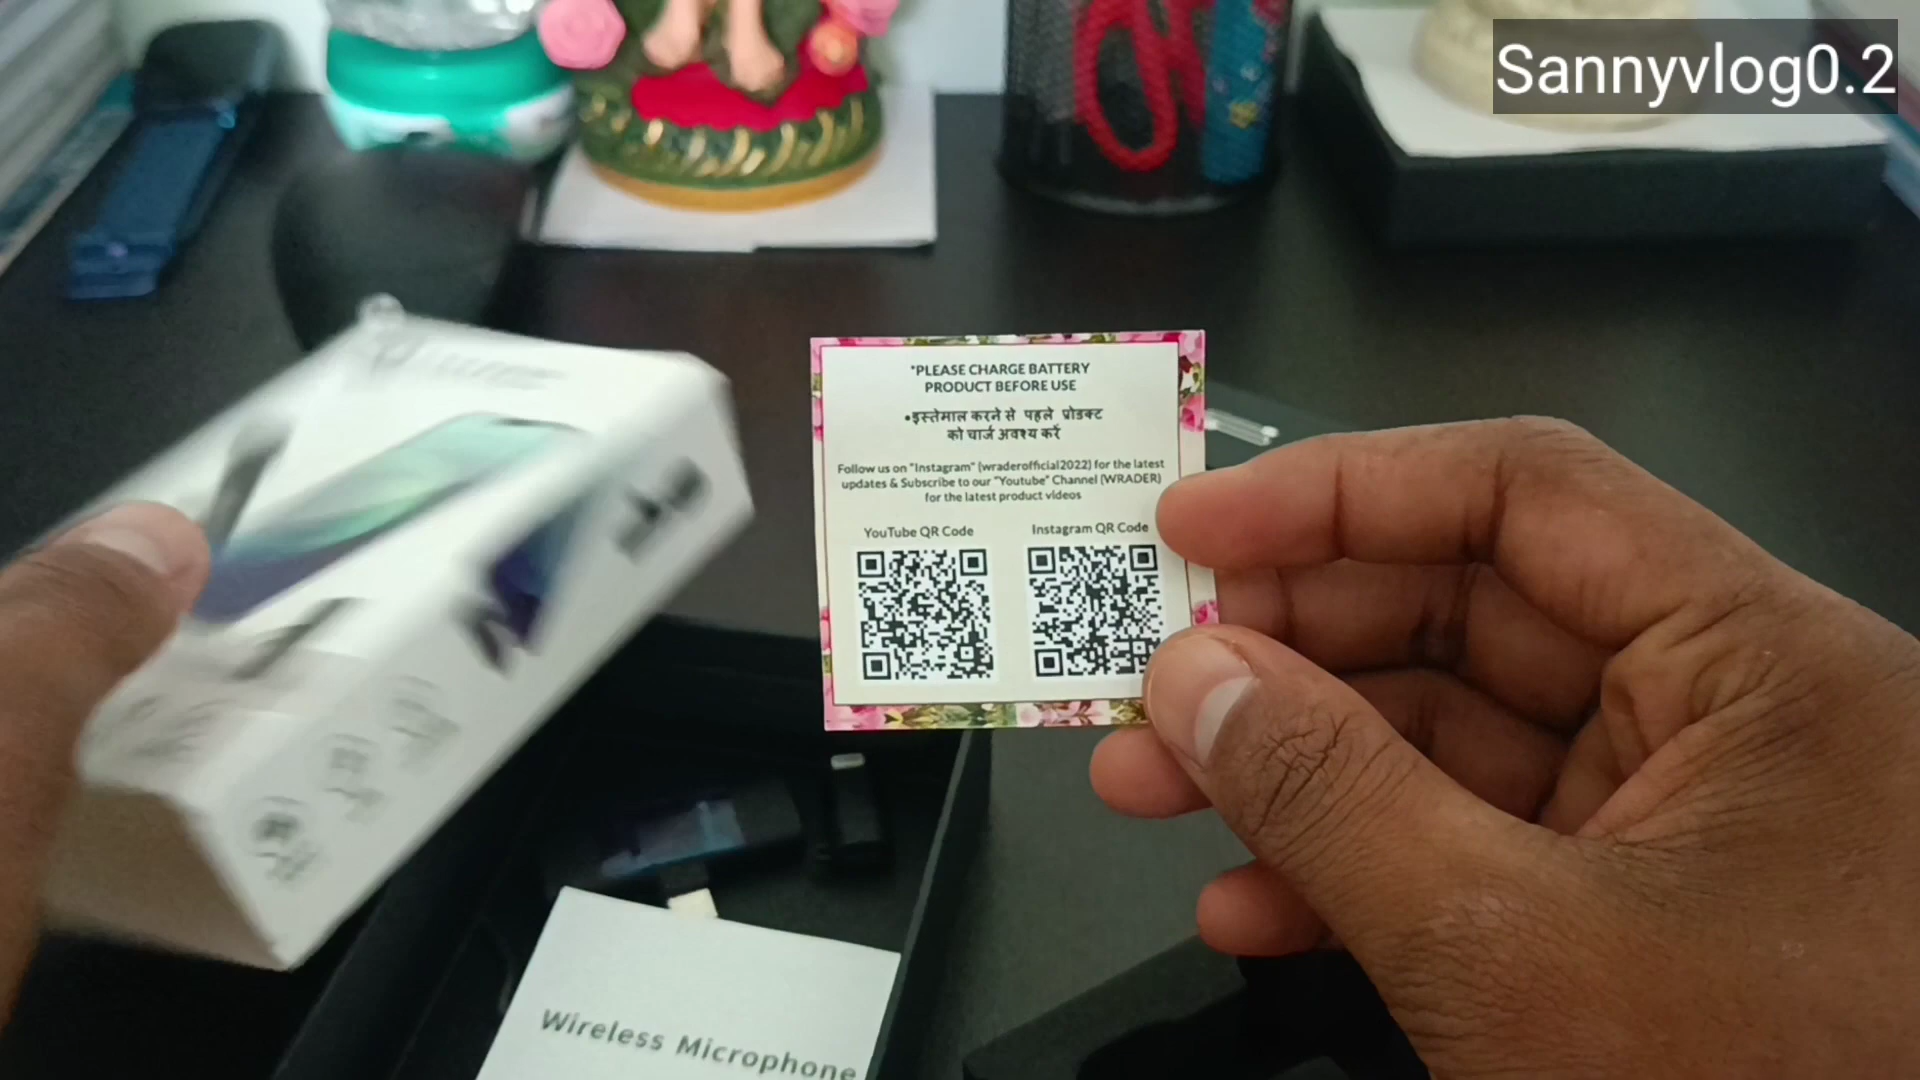 Sannyvlog0.2
*PLEASE CHARGE BATTERY
PRODUCT BEFORE USE
•इस्तेमाल करने से पहले प्रोडक्ट
को चार्ज अवश्य करें
Follow us on "Instagram" (wraderofficial2022) for the latest
updates & Subscribe to our "Youtube" Channel (WRADER)
for the latest product videos
YouTube QR Code
Instagram QR Code
Wireless Microphone